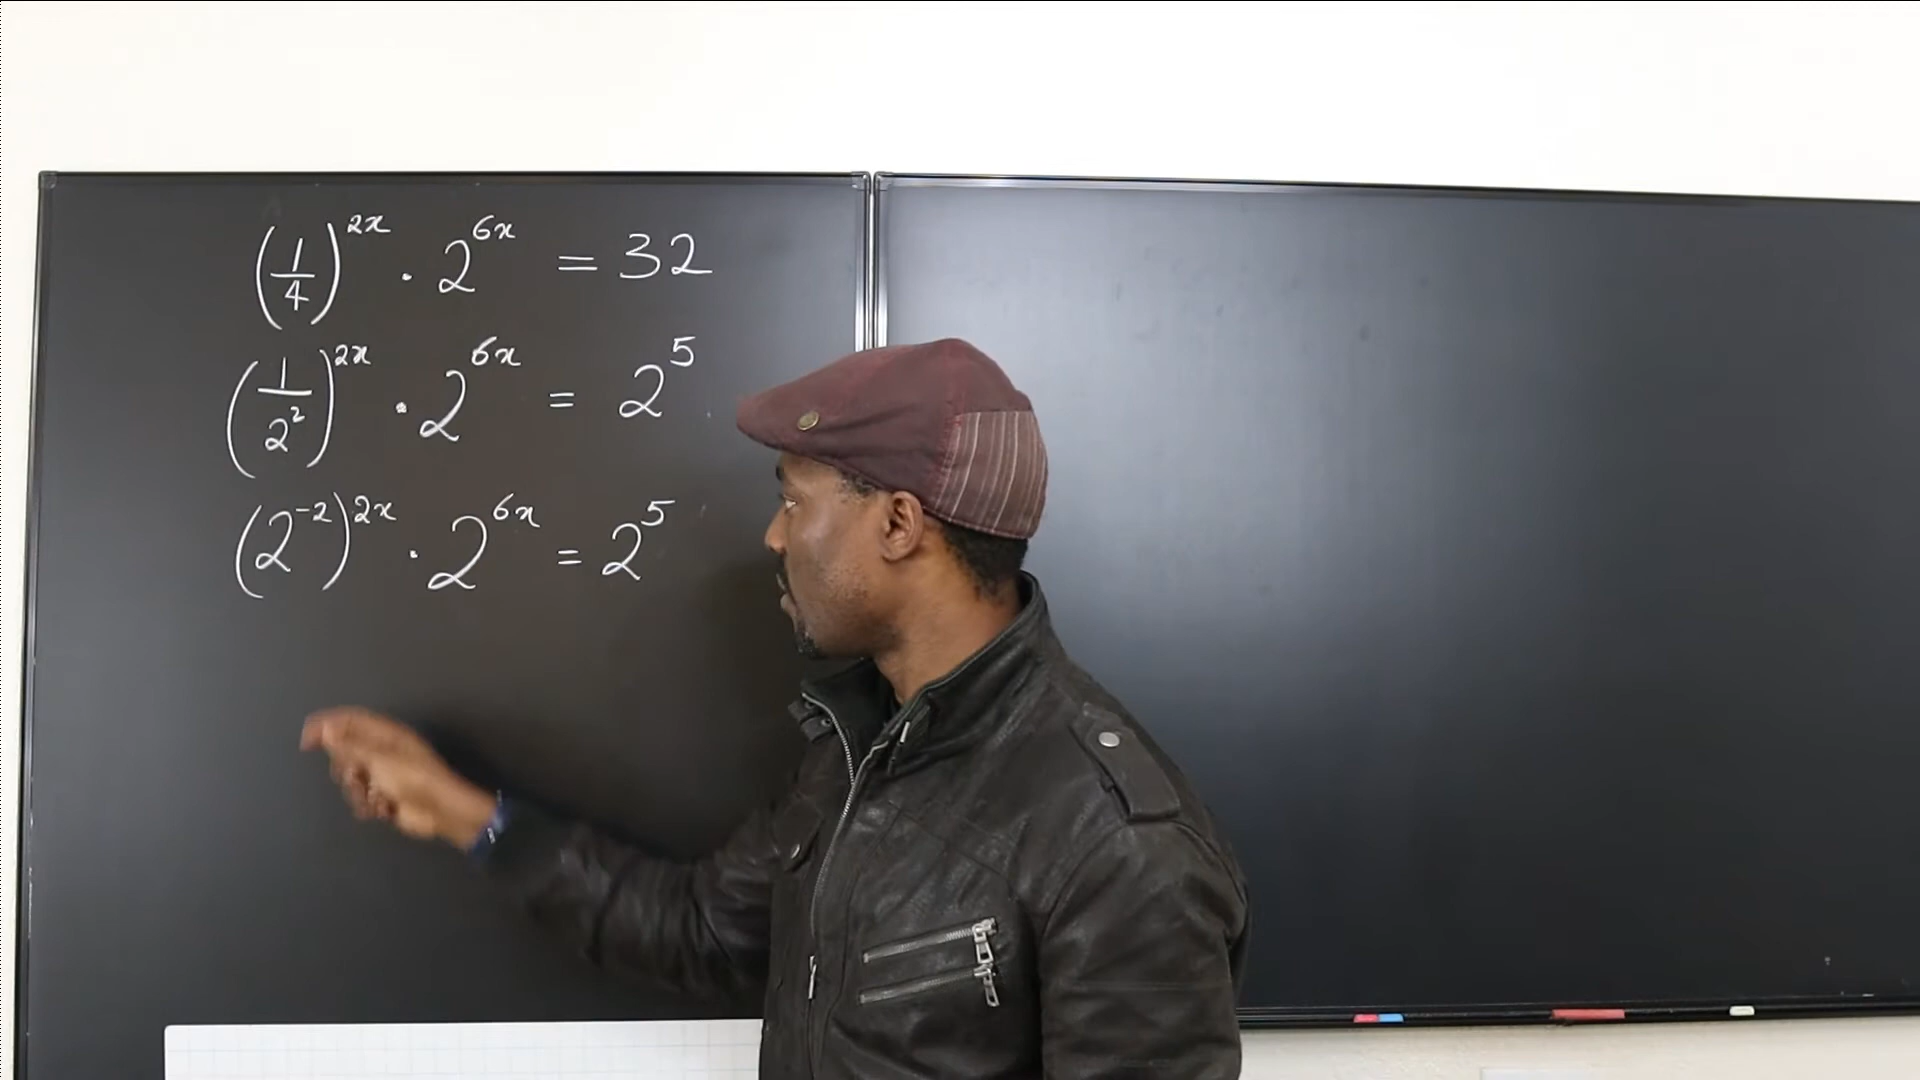 (1/4)^2x · 2^6x = 32
(1/2^2)^2x · 2^6x = 2^5
(2^-2)^2x · 2^6x = 2^5